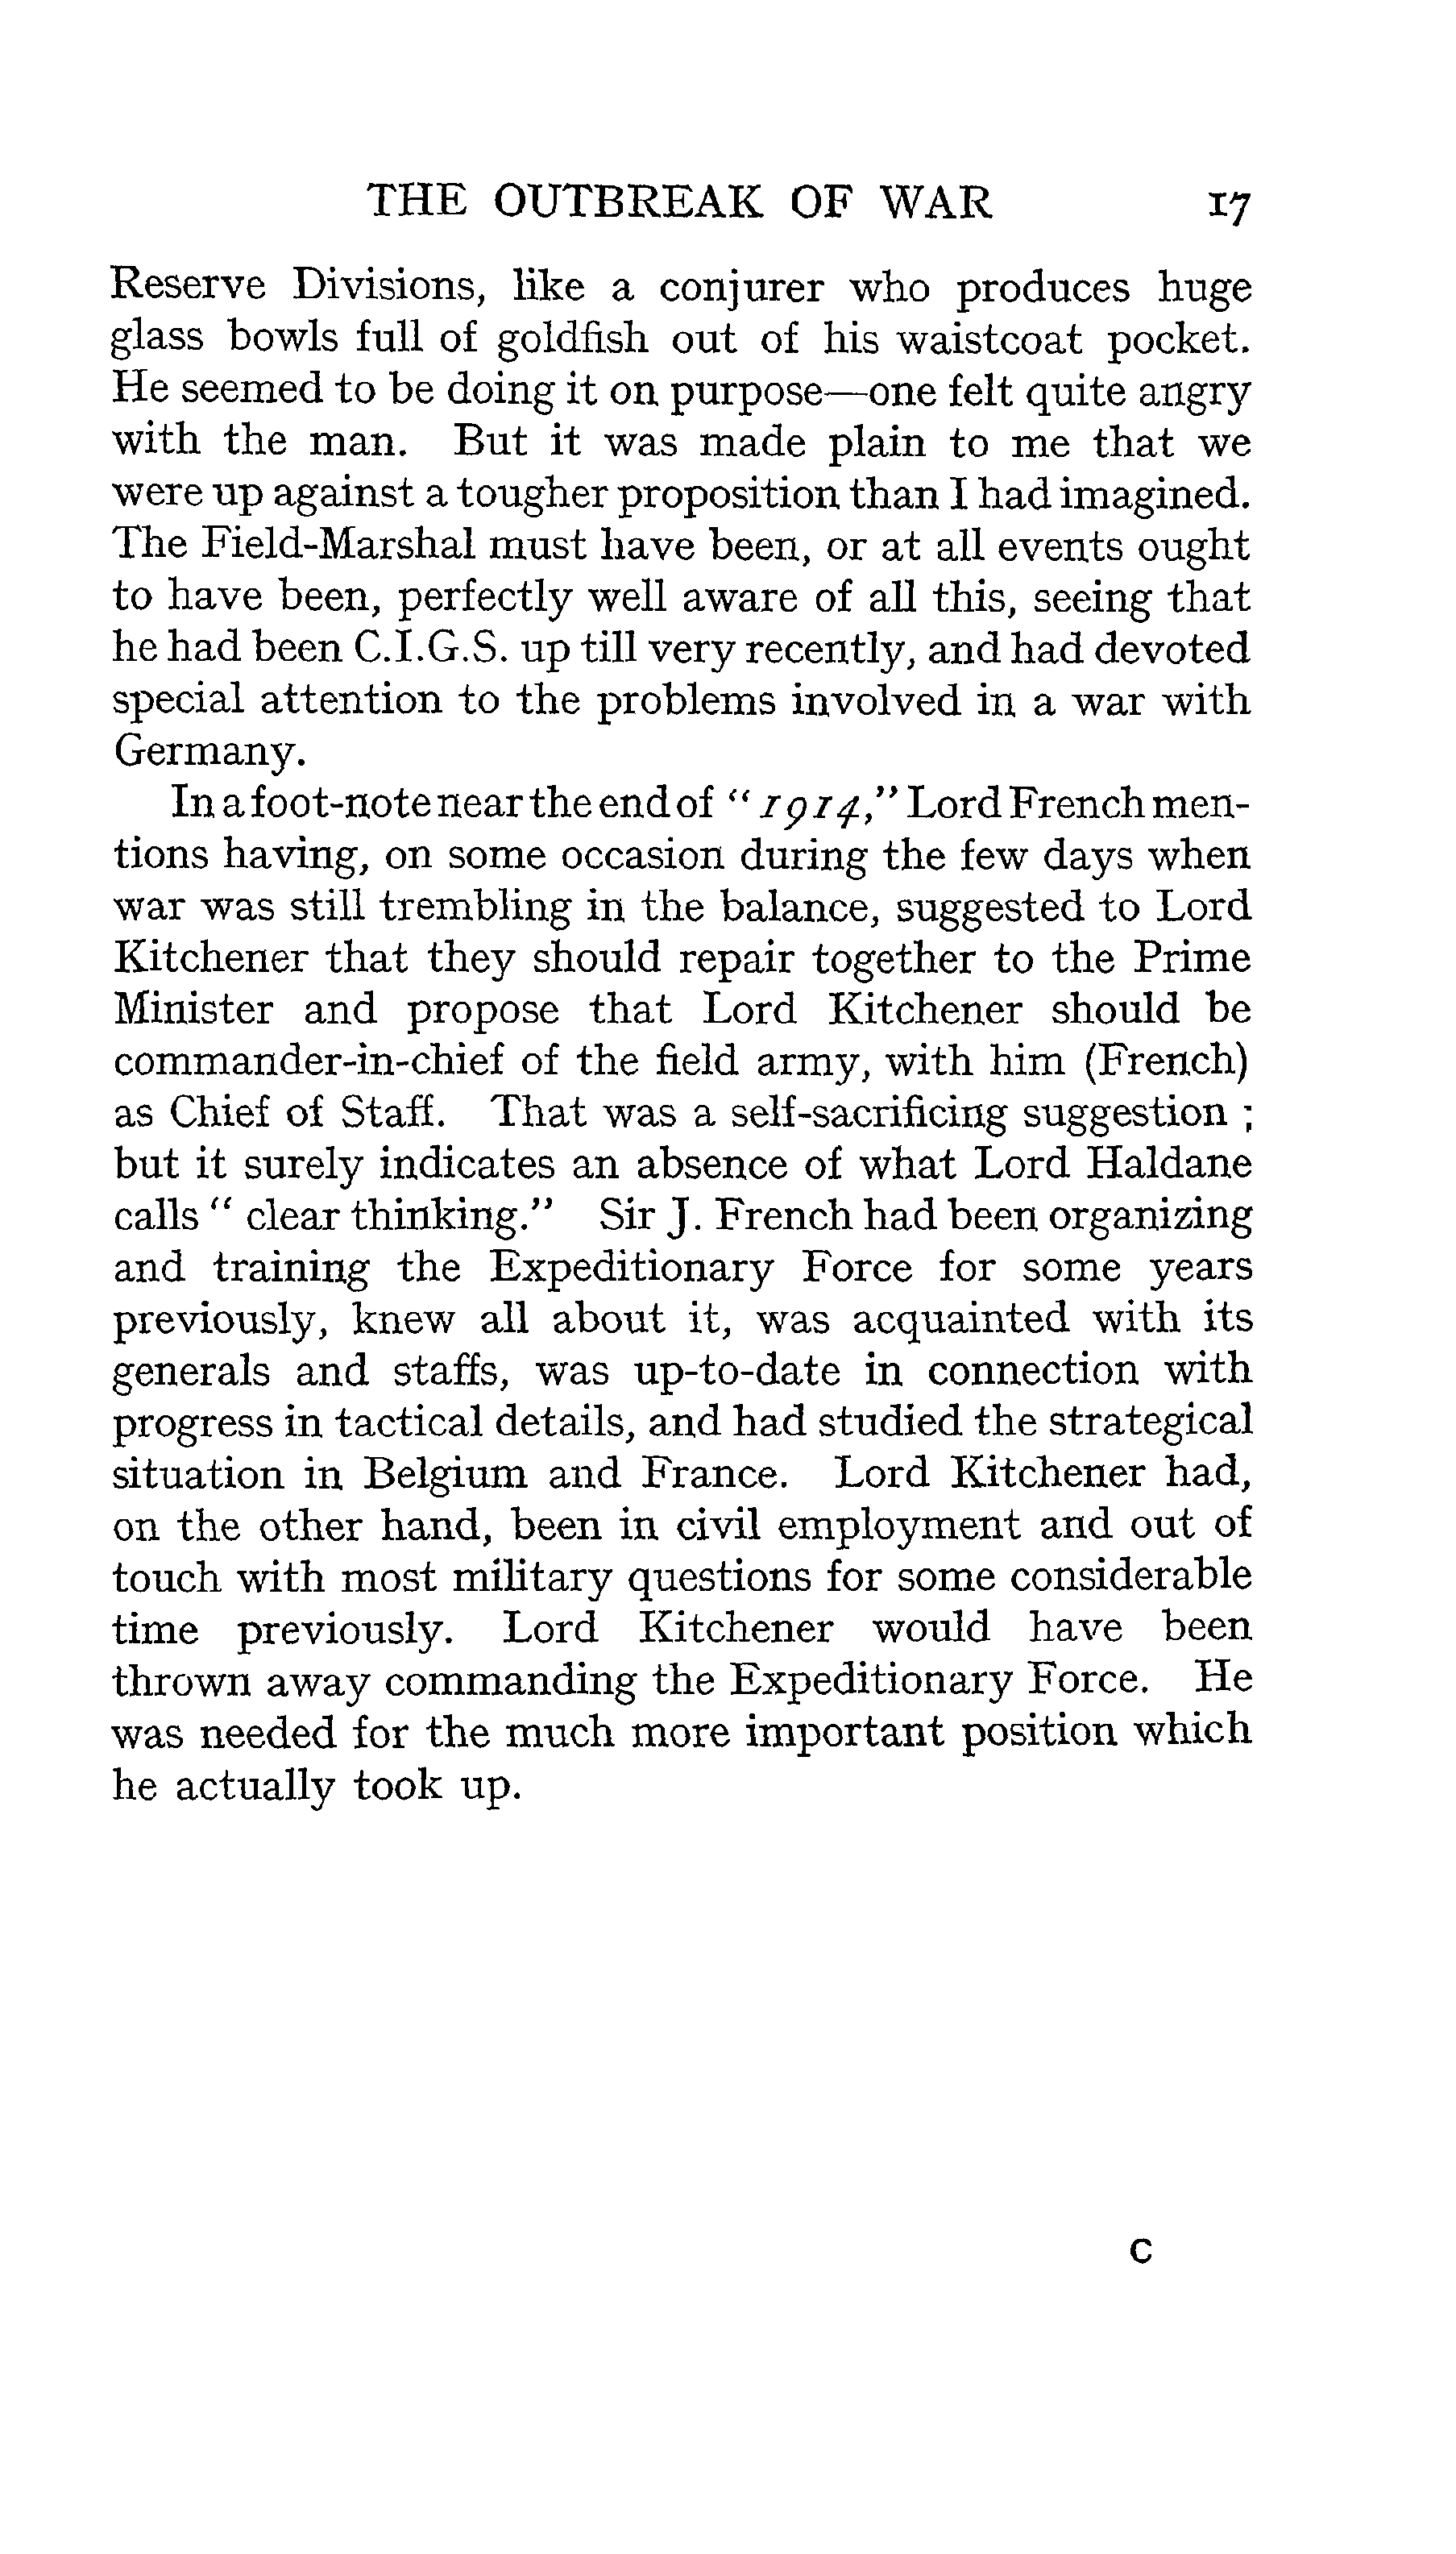 THE OUTBREAK OF WAR 17
Reserve Divisions, like a conjurer who produces huge
glass bowls full of goldfish out of his waistcoat pocket.
He seemed to be doing it on purpose—one felt quite angry
with the man. But it was made plain to me that we
were up against a tougher proposition than I had imagined.
The Field-Marshal must have been, or at all events ought
to have been, perfectly well aware of all this, seeing that
he had been C.I.G.S. up till very recently, and had devoted
special attention to the problems involved in a war with
Germany.
In a foot-note near the end of “ 1914,” Lord French men-
tions having, on some occasion during the few days when
war was still trembling in the balance, suggested to Lord
Kitchener that they should repair together to the Prime
Minister and propose that Lord Kitchener should be
commander-in-chief of the field army, with him (French)
as Chief of Staff. That was a self-sacrificing suggestion ;
but it surely indicates an absence of what Lord Haldane
calls “ clear thinking.” Sir J. French had been organizing
and training the Expeditionary Force for some years
previously, knew all about it, was acquainted with its
generals and staffs, was up-to-date in connection with
progress in tactical details, and had studied the strategical
situation in Belgium and France. Lord Kitchener had,
on the other hand, been in civil employment and out of
touch with most military questions for some considerable
time previously. Lord Kitchener would have been
thrown away commanding the Expeditionary Force. He
was needed for the much more important position which
he actually took up.
C